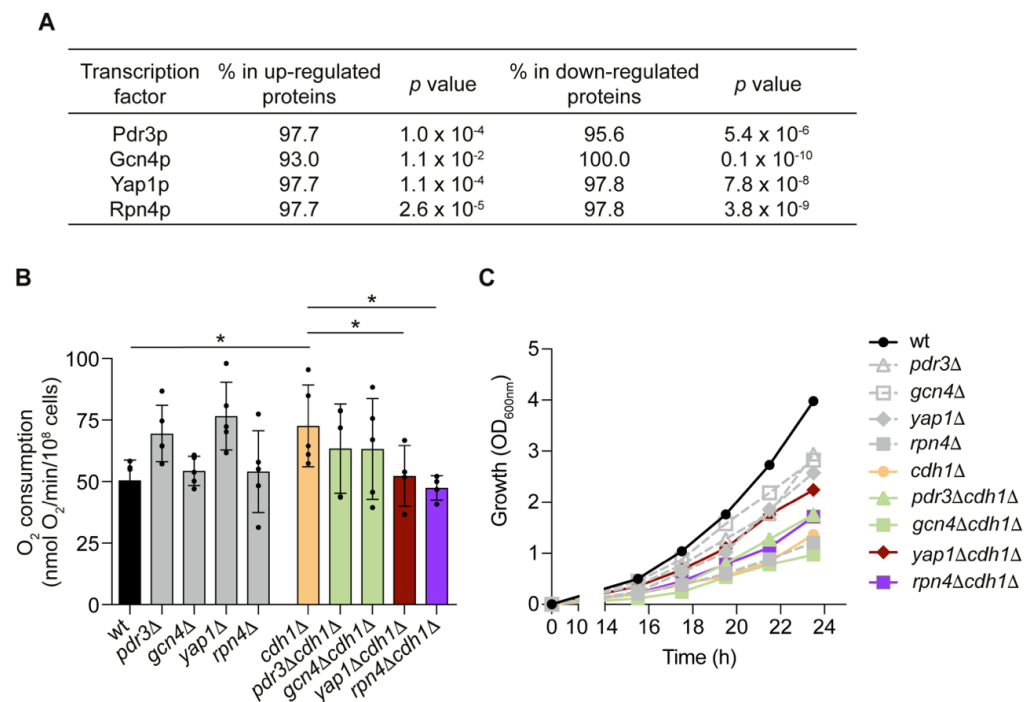 A
Transcription factor % in up-regulated proteins p value % in down-regulated proteins p value
Pdr3p 97.7 1.0 x 10⁻⁴ 95.6 5.4 x 10⁻⁶
Gcn4p 93.0 1.1 x 10⁻² 100.0 0.1 x 10⁻¹⁰
Yap1p 97.7 1.1 x 10⁻⁴ 97.8 7.8 x 10⁻⁸
Rpn4p 97.7 2.6 x 10⁻⁵ 97.8 3.8 x 10⁻⁹
B
O₂ consumption
(nmol O₂/min/10⁸ cells)
100
75
50
25
0
*
*
*
wt
pdr3Δ
gcn4Δ
yap1Δ
rpn4Δ
cdh1Δ
pdr3Δcdh1Δ
gcn4Δcdh1Δ
yap1Δcdh1Δ
rpn4Δcdh1Δ
C
Growth (OD₆₀₀nm)
5
4
3
2
1
0
0 10 14 16 18 20 22 24
Time (h)
wt
pdr3Δ
gcn4Δ
yap1Δ
rpn4Δ
cdh1Δ
pdr3Δcdh1Δ
gcn4Δcdh1Δ
yap1Δcdh1Δ
rpn4Δcdh1Δ